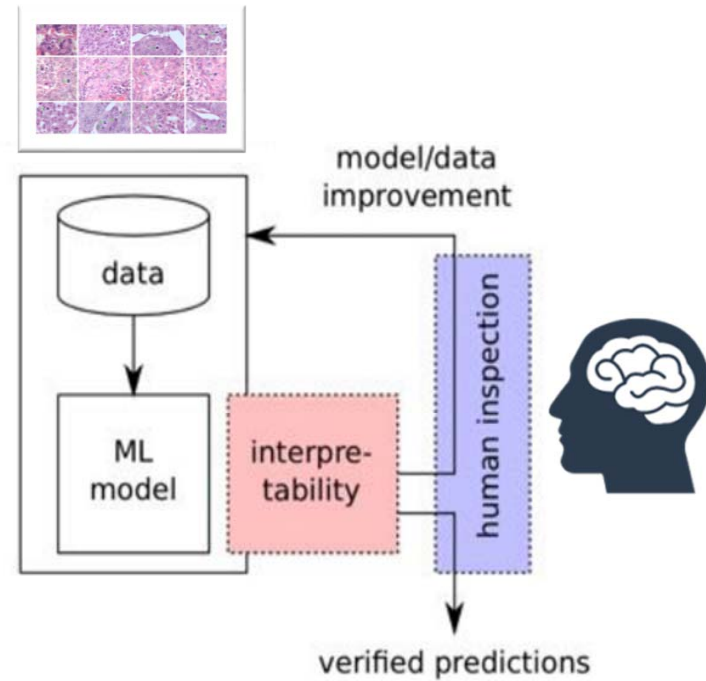 model/data
improvement
data
ML
model
interpre-
tability
human inspection
verified predictions